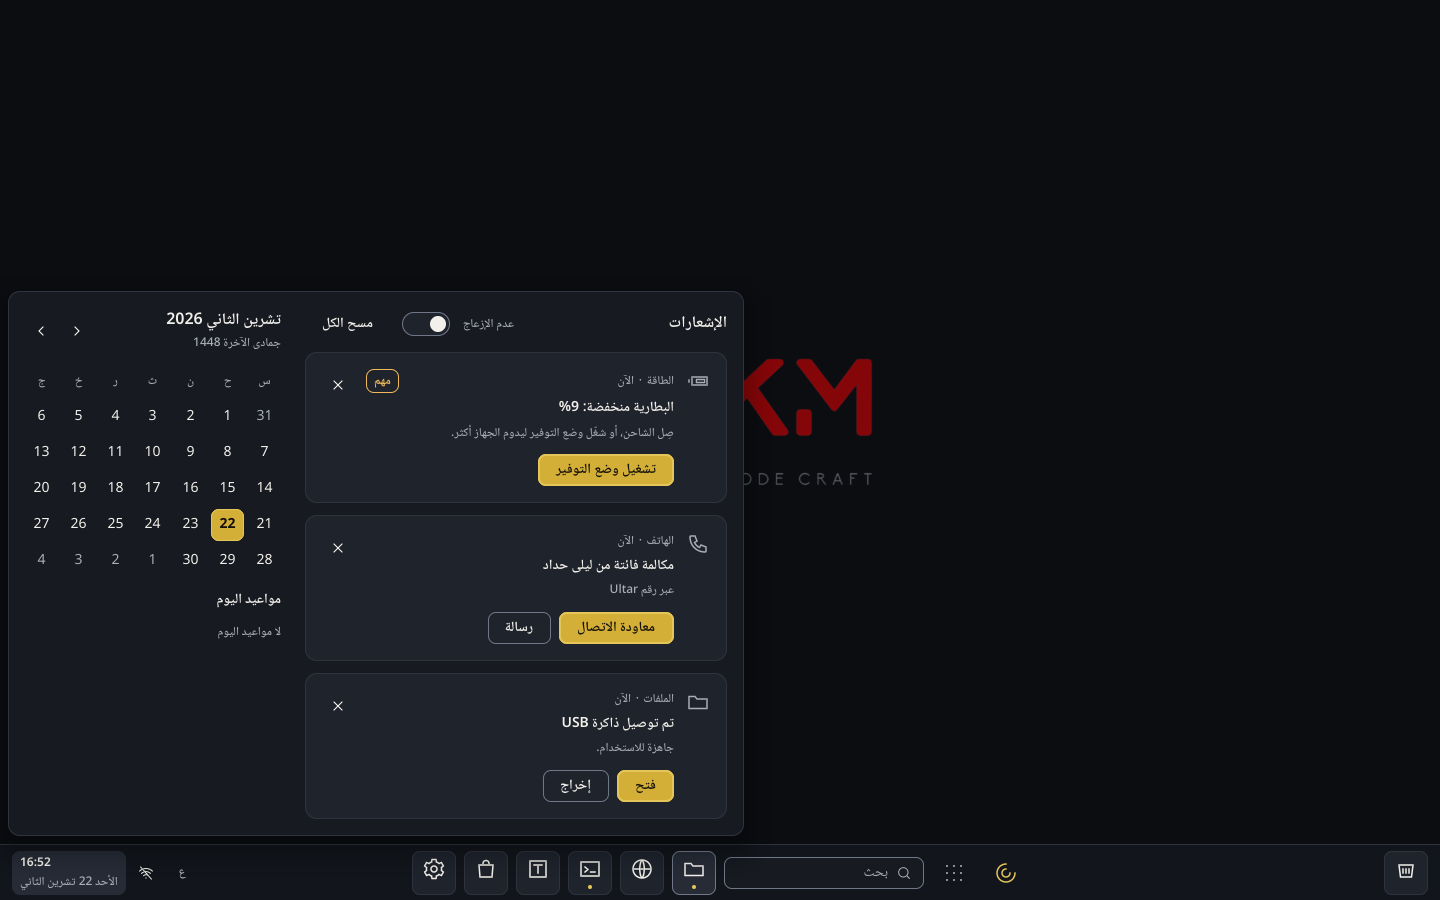 الإشعارات
عدم الإزعاج
مسح الكل
الطاقة · الآن
مهم
البطارية منخفضة: 9%
صِل الشاحن، أو شغّل وضع التوفير ليدوم الجهاز أكثر.
تشغيل وضع التوفير
الهاتف · الآن
مكالمة فائتة من ليلى حداد
عبر رقم Ultar
معاودة الاتصال
رسالة
الملفات · الآن
تم توصيل ذاكرة USB
جاهزة للاستخدام.
فتح
إخراج
تشرين الثاني 2026
جمادى الآخرة 1448
س ح ن ث ر خ ج
31 1 2 3 4 5 6
7 8 9 10 11 12 13
14 15 16 17 18 19 20
21 22 23 24 25 26 27
28 29 30 1 2 3 4
مواعيد اليوم
لا مواعيد اليوم
KM
ODE CRAFT
بحث
ع
16:52
الأحد 22 تشرين الثاني